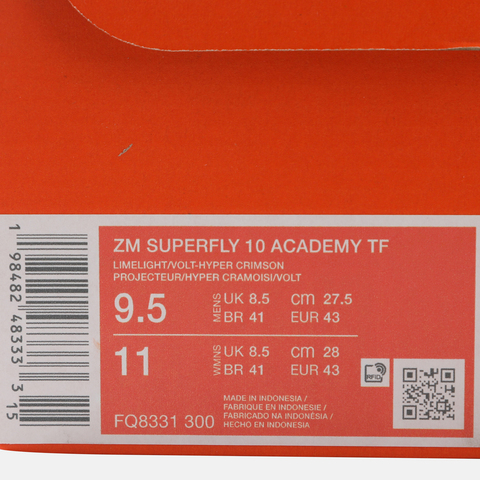 1 98482 48333 3 15
ZM SUPERFLY 10 ACADEMY TF
LIMELIGHT/VOLT-HYPER CRIMSON
PROJECTEUR/HYPER CRAMOISI/VOLT
9.5 MENS UK 8.5 CM 27.5
BR 41 EUR 43
11 WMNS UK 8.5 CM 28
BR 41 EUR 43
RFID
FQ8331 300
MADE IN INDONESIA /
FABRIQUE EN INDONESIE /
FABRICADO NA INDONÉSIA /
HECHO EN INDONESIA